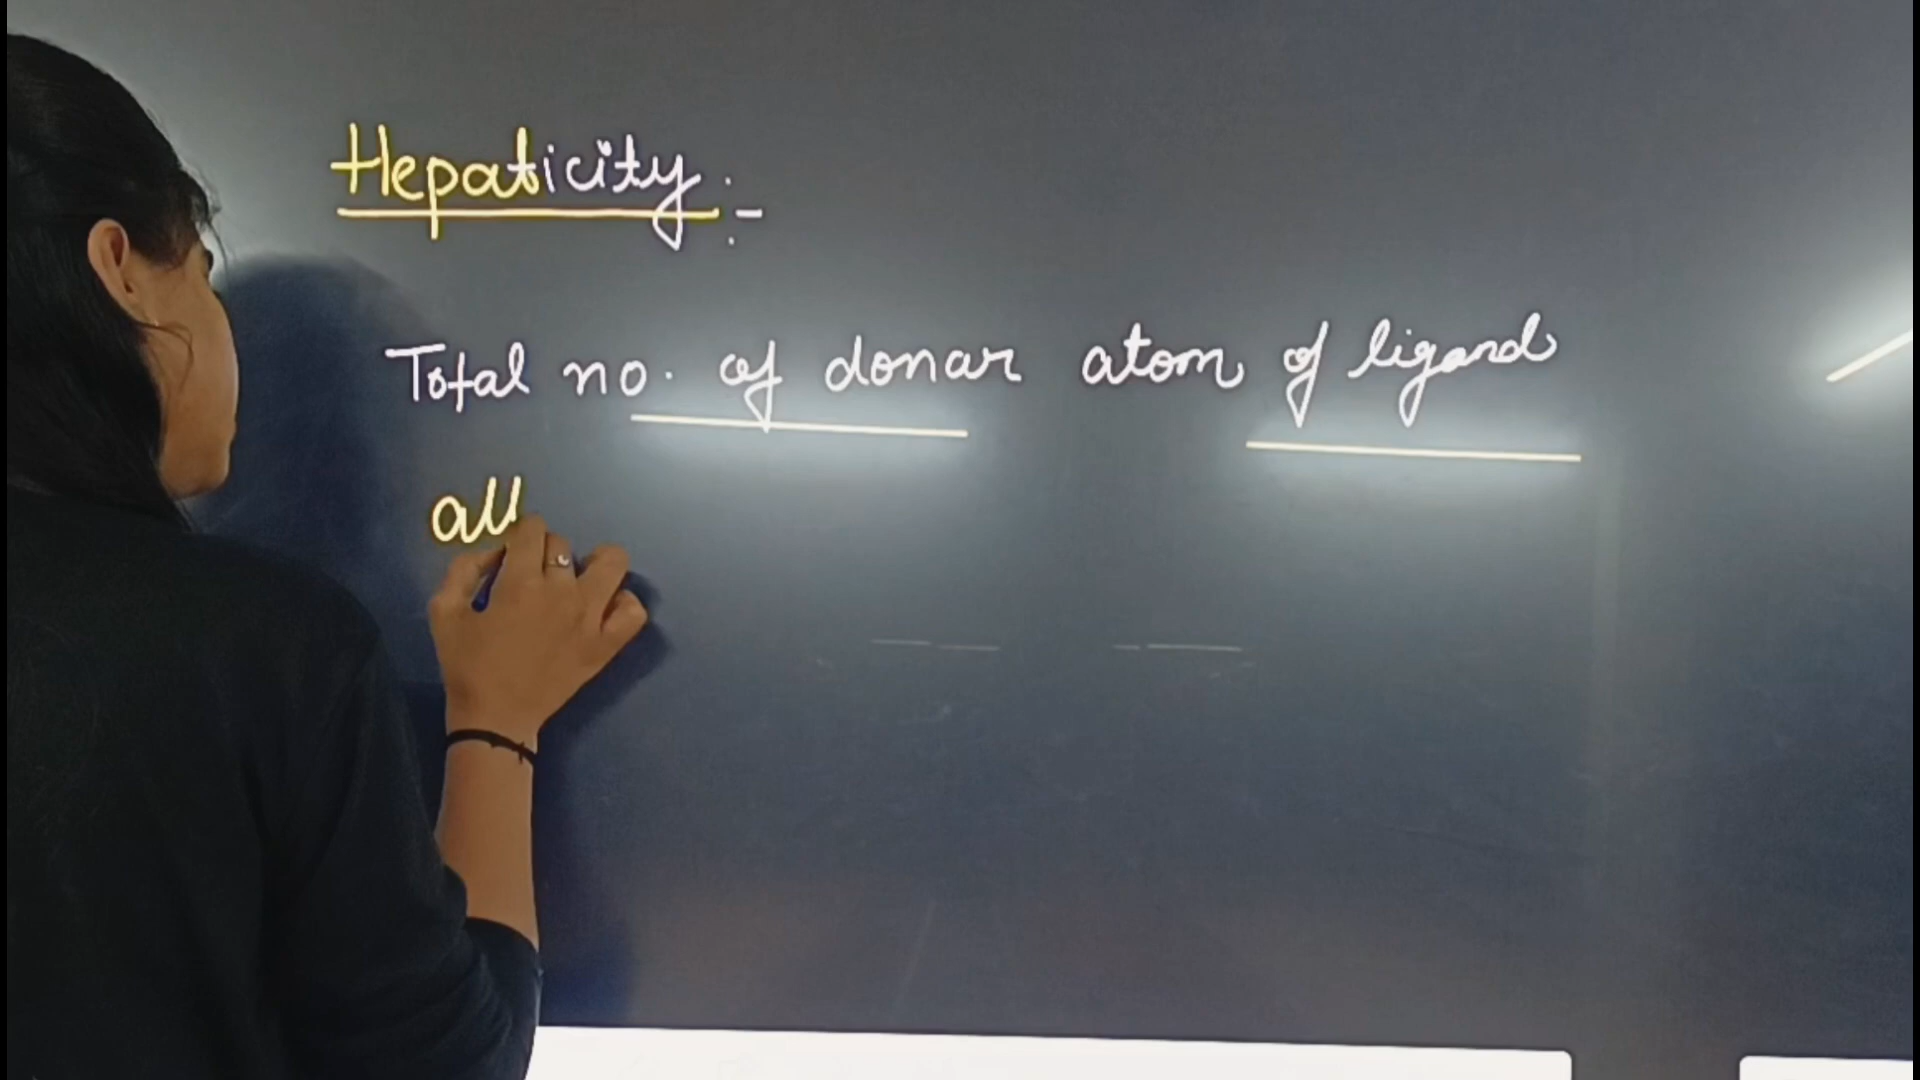 Hepaticity :-
Total no. of donar atom of ligand
all